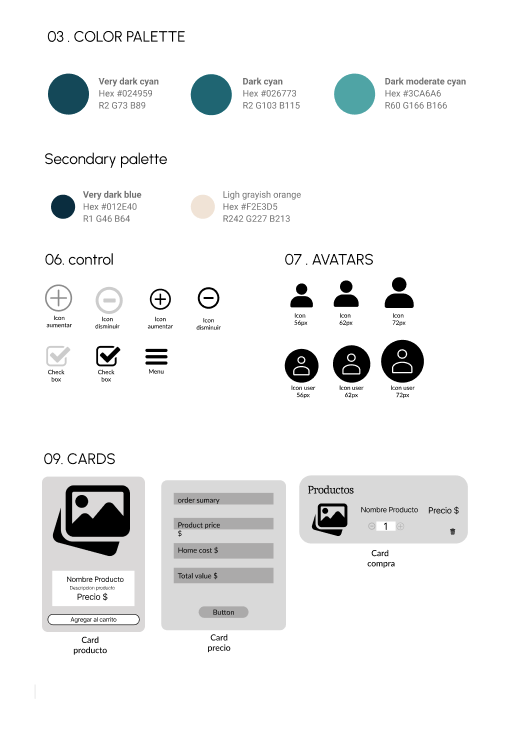 03 . COLOR PALETTE
Very dark cyan
Hex #024959
R2 G73 B89
Dark cyan
Hex #026773
R2 G103 B115
Dark moderate cyan
Hex #3CA6A6
R60 G166 B166
Secondary palette
Very dark blue
Hex #012E40
R1 G46 B64
Ligh grayish orange
Hex #F2E3D5
R242 G227 B213
06. control
Icon
aumentar
Icon
disminuir
Icon
aumentar
Icon
disminuir
Check
box
Check
box
Menu
07 . AVATARS
Icon
56px
Icon
62px
Icon
72px
Icon user
56px
Icon user
62px
Icon user
72px
09. CARDS
Nombre Producto
Descripcion producto
Precio $
Agregar al carrito
Card
producto
order sumary
Product price
$
Home cost $
Total value $
Button
Card
precio
Productos
Nombre Producto
Precio $
1
Card
compra